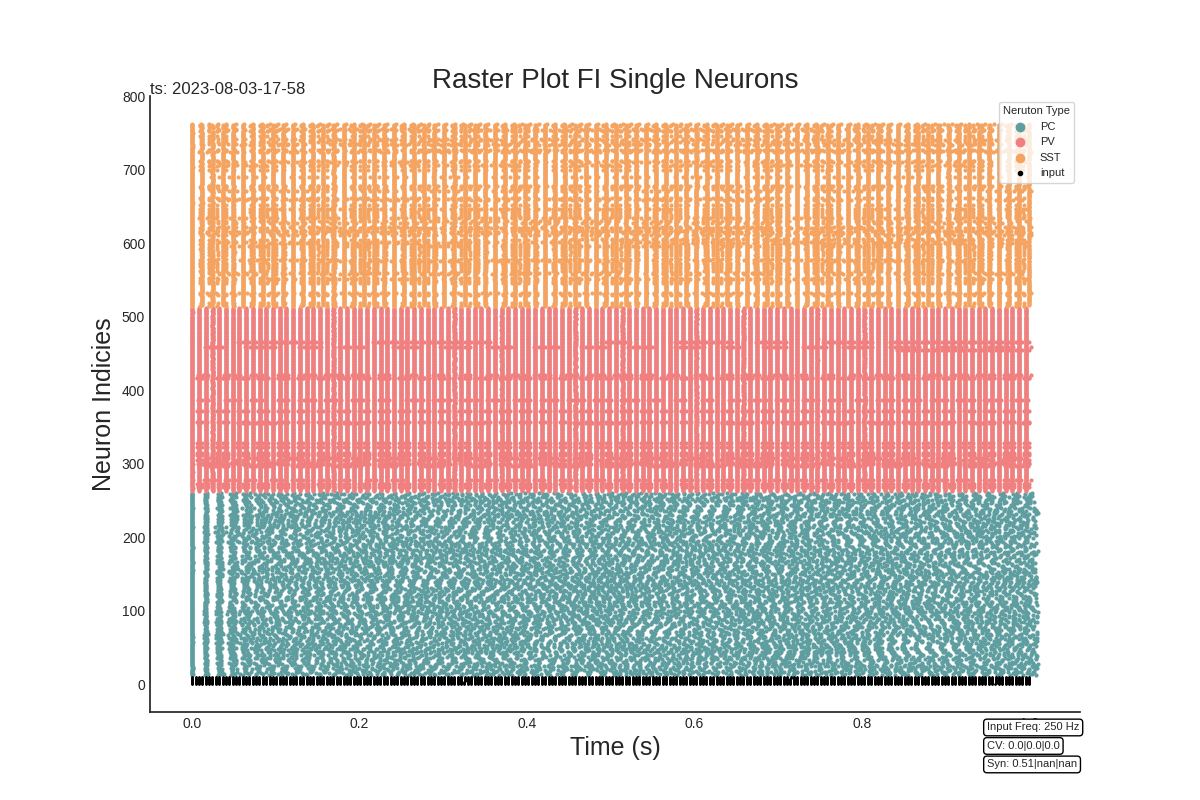 Raster Plot FI Single Neurons
ts: 2023-08-03-17-58
Neruton Type
PC
PV
SST
input
800
700
600
500
400
300
200
100
0
Neuron Indicies
0.0 0.2 0.4 0.6 0.8
Time (s)
Input Freq: 250 Hz
CV: 0.0|0.0|0.0
Syn: 0.51|nan|nan